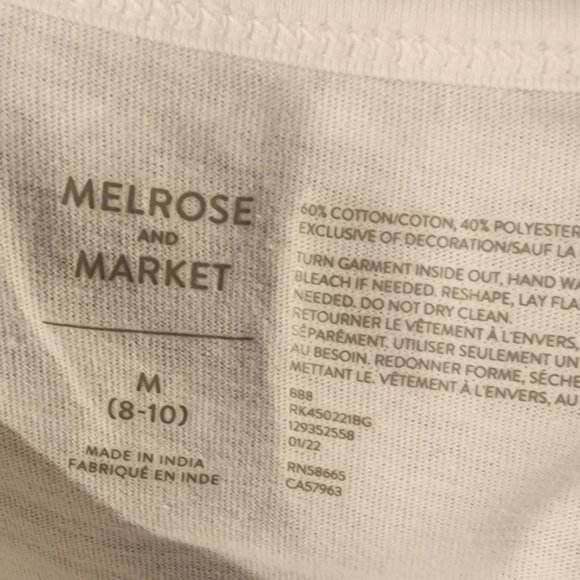 MELROSE
AND
MARKET
M
(8-10)
MADE IN INDIA
FABRIQUÉ EN INDE
60% COTTON/COTON, 40% POLYESTER
EXCLUSIVE OF DECORATION/SAUF LA
TURN GARMENT INSIDE OUT, HAND WA
BLEACH IF NEEDED. RESHAPE, LAY FLA
NEEDED. DO NOT DRY CLEAN.
RETOURNER LE VÊTEMENT À L'ENVERS,
SÉPARÉMENT, UTILISER SEULEMENT UN
AU BESOIN. REDONNER FORME, SÉCHE
METTANT LE. VÊTEMENT À L'ENVERS, AU
888
RK450221BG
129352558
01/22
RN58665
CA57963